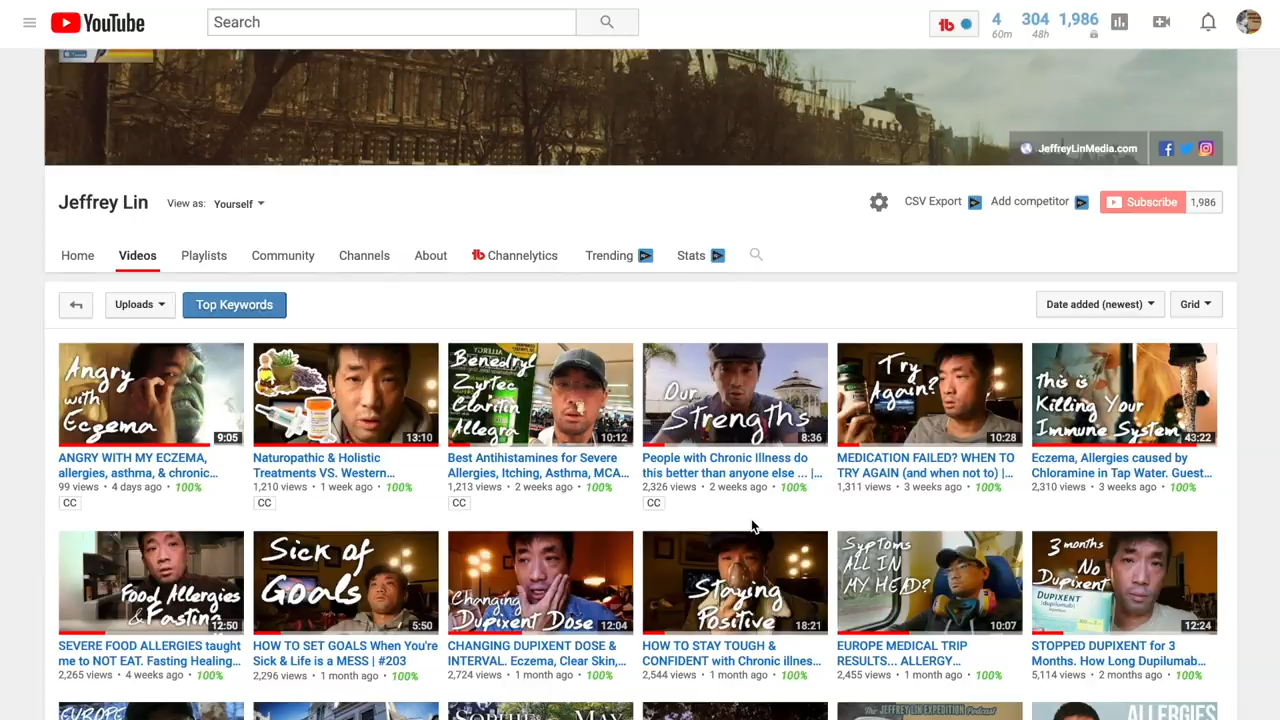 YouTube
Search
tb
4
60m
304
48h
1,986
JeffreyLinMedia.com
Jeffrey Lin
View as: Yourself
CSV Export
Add competitor
Subscribe 1,986
Home
Videos
Playlists
Community
Channels
About
tb Channelytics
Trending
Stats
Uploads
Top Keywords
Date added (newest)
Grid
Angry
with
Eczema
9:05
13:10
Benedryl
Zyrtec
Claritin
Allegra
10:12
Our
Strengths
8:36
Try
Again?
10:28
this is
Killing Your
Immune System
43:22
ANGRY WITH MY ECZEMA,
allergies, asthma, & chronic...
99 views • 4 days ago • 100%
CC
Naturopathic & Holistic
Treatments VS. Western...
1,210 views • 1 week ago • 100%
CC
Best Antihistamines for Severe
Allergies, Itching, Asthma, MCA...
1,213 views • 2 weeks ago • 100%
CC
People with Chronic Illness do
this better than anyone else ... |...
2,326 views • 2 weeks ago • 100%
CC
MEDICATION FAILED? WHEN TO
TRY AGAIN (and when not to) |...
1,311 views • 3 weeks ago • 100%
Eczema, Allergies caused by
Chloramine in Tap Water. Guest...
2,310 views • 3 weeks ago • 100%
Food Allergies
& Fasting
12:50
Sick of
Goals
5:50
Changing
Dupixent Dose
12:04
Staying
Positive
18:21
Syptoms
ALL IN
MY HEAD?
10:07
3 months
No
Dupixent
12:24
SEVERE FOOD ALLERGIES taught
me to NOT EAT. Fasting Healing...
2,265 views • 4 weeks ago • 100%
HOW TO SET GOALS When You're
Sick & Life is a MESS | #203
2,296 views • 1 month ago • 100%
CHANGING DUPIXENT DOSE &
INTERVAL. Eczema, Clear Skin,...
2,724 views • 1 month ago • 100%
HOW TO STAY TOUGH &
CONFIDENT with Chronic illnes...
2,544 views • 1 month ago • 100%
EUROPE MEDICAL TRIP
RESULTS... ALLERGY...
2,455 views • 1 month ago • 100%
STOPPED DUPIXENT for 3
Months. How Long Dupilumab...
5,114 views • 2 months ago • 100%
EUROPE
The JEFFREY LIN EXPEDITION Podcast
ALLERGIES